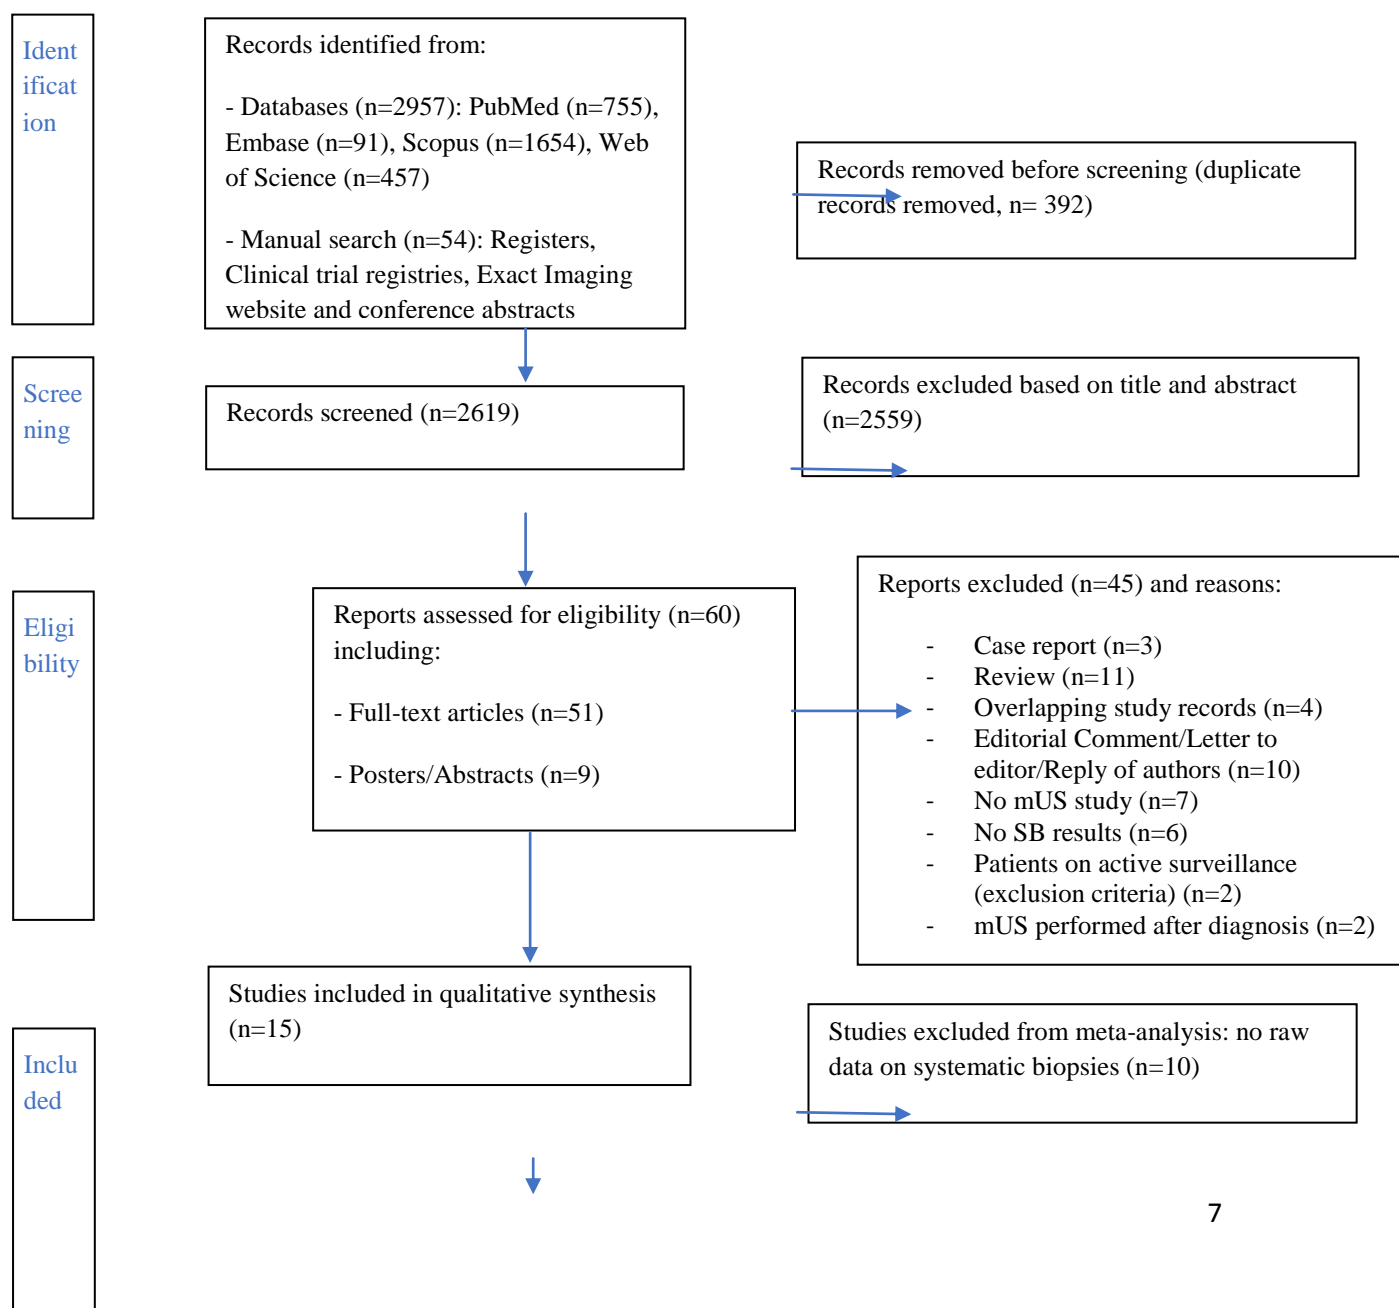 Ident
ificat
ion
Records identified from:
- Databases (n=2957): PubMed (n=755),
Embase (n=91), Scopus (n=1654), Web
of Science (n=457)
- Manual search (n=54): Registers,
Clinical trial registries, Exact Imaging
website and conference abstracts
Records removed before screening (duplicate
records removed, n= 392)
Scree
ning
Records screened (n=2619)
Records excluded based on title and abstract
(n=2559)
Eligi
bility
Reports assessed for eligibility (n=60)
including:
- Full-text articles (n=51)
- Posters/Abstracts (n=9)
Reports excluded (n=45) and reasons:
- Case report (n=3)
- Review (n=11)
- Overlapping study records (n=4)
- Editorial Comment/Letter to
editor/Reply of authors (n=10)
- No mUS study (n=7)
- No SB results (n=6)
- Patients on active surveillance
(exclusion criteria) (n=2)
- mUS performed after diagnosis (n=2)
Inclu
ded
Studies included in qualitative synthesis
(n=15)
Studies excluded from meta-analysis: no raw
data on systematic biopsies (n=10)
7